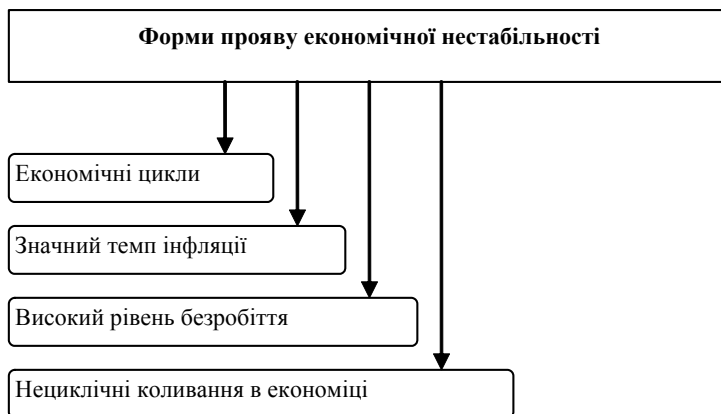 Форми прояву економічної нестабільності
Економічні цикли
Значний темп інфляції
Високий рівень безробіття
Нециклічні коливання в економіці